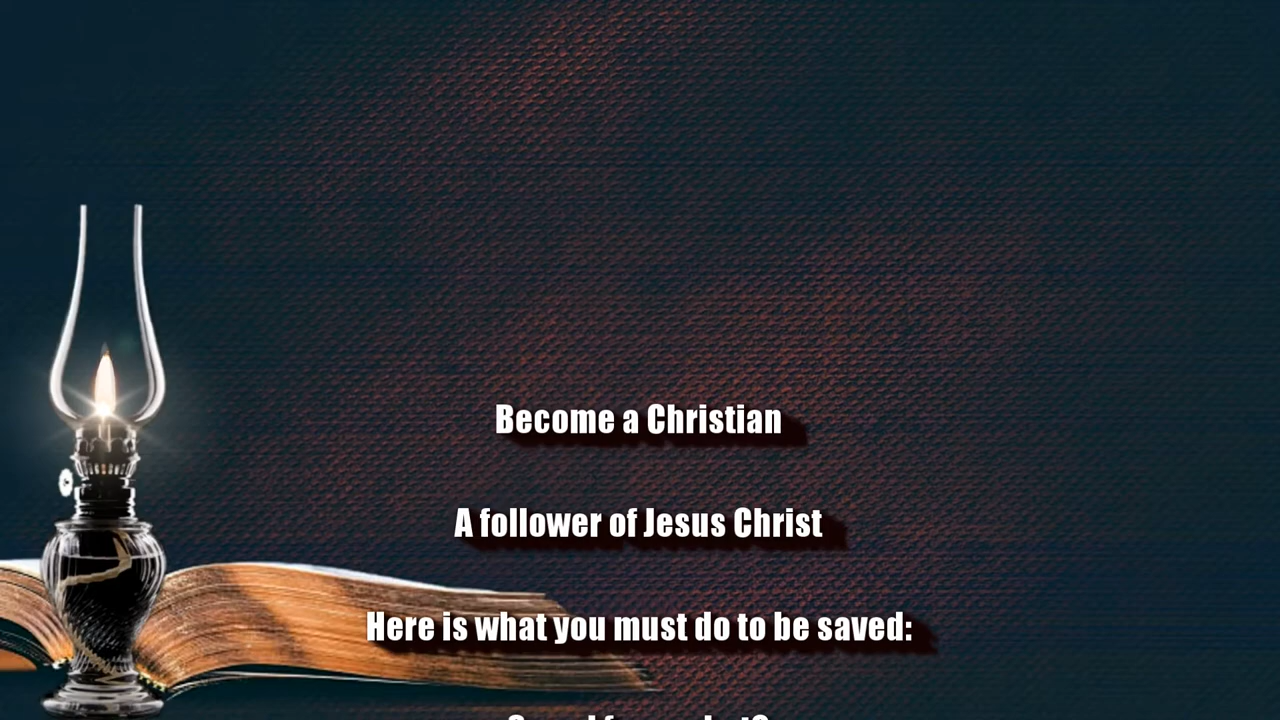 Become a Christian
A follower of Jesus Christ
Here is what you must do to be saved: